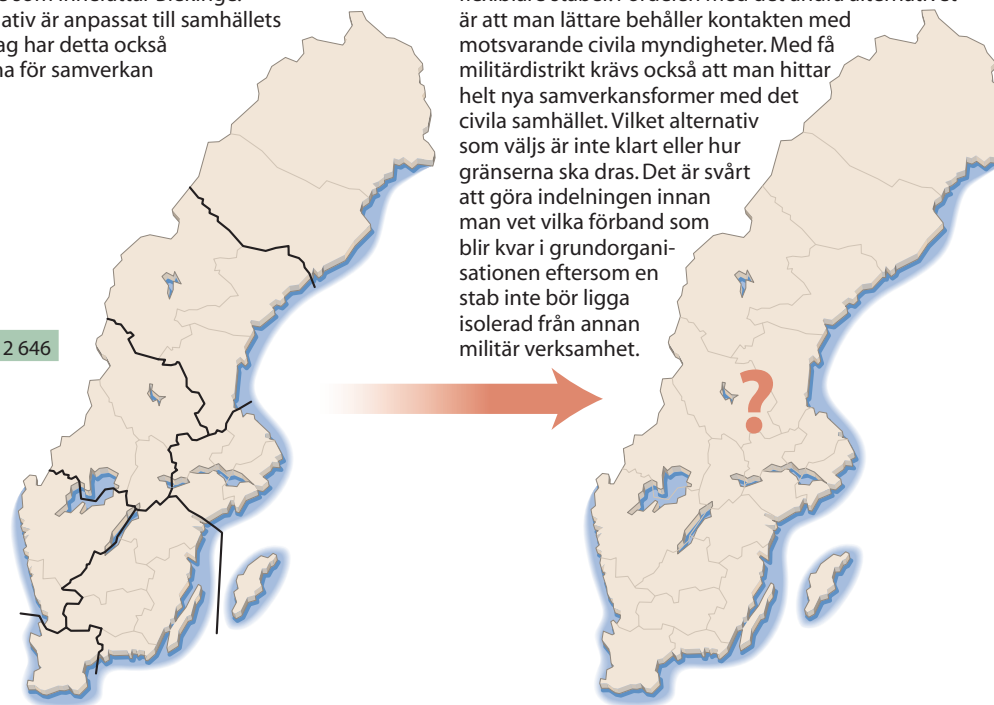 ativ är anpassat till samhällets
ag har detta också
na för samverkan
2 646
är att man lättare behåller kontakten med
motsvarande civila myndigheter. Med få
militärdistrikt krävs också att man hittar
helt nya samverkansformer med det
civila samhället. Vilket alternativ
som väljs är inte klart eller hur
gränserna ska dras. Det är svårt
att göra indelningen innan
man vet vilka förband som
blir kvar i grundorgani-
sationen eftersom en
stab inte bör ligga
isolerad från annan
militär verksamhet.
?